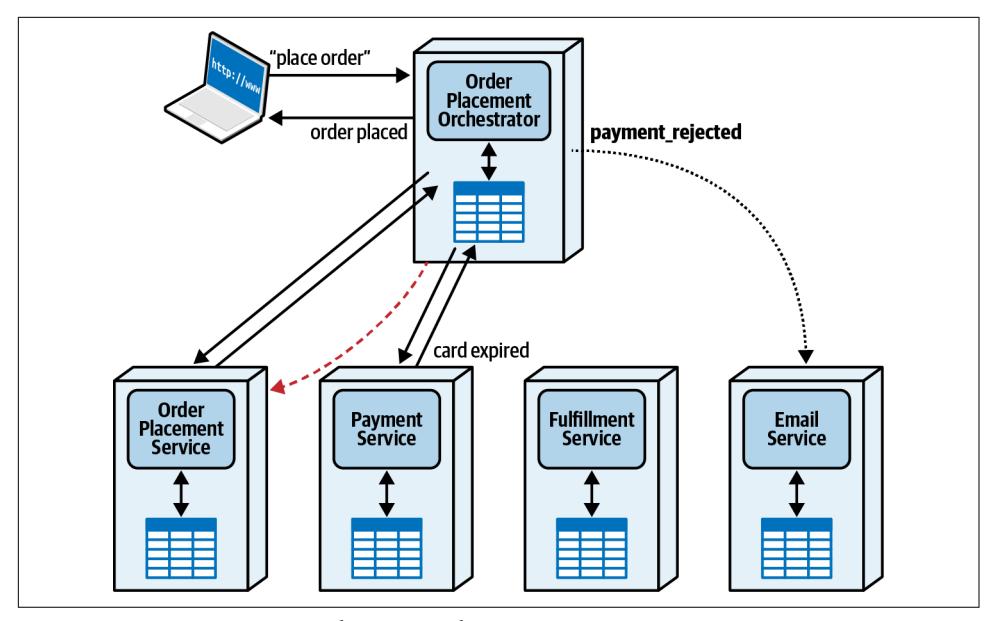 http://www
“place order”
order placed
Order
Placement
Orchestrator
payment_rejected
card expired
Order
Placement
Service
Payment
Service
Fulfillment
Service
Email
Service